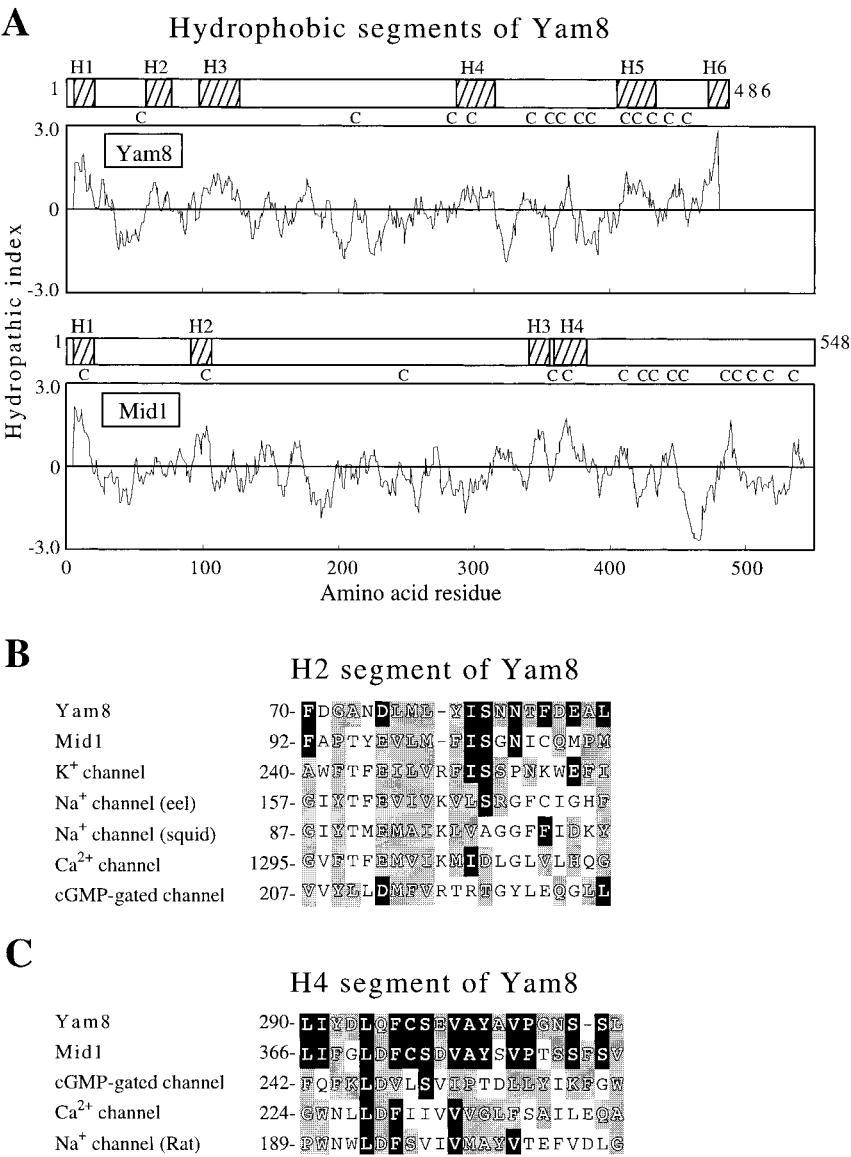 A Hydrophobic segments of Yam8
H1 H2 H3 H4 H5 H6
1 486
C C C C C CC CC CCC C C
3.0
Yam8
0
-3.0
Hydropathic index
H1 H2 H3 H4
1 548
C C C C C C CC CC CCC C C
3.0
Mid1
0
-3.0
0 100 200 300 400 500
Amino acid residue
B
H2 segment of Yam8
Yam8 70- FDGANDLML-YISNNTFDEAL
Mid1 92- FAPTYEVLM-FISGNICQMPM
K+ channel 240- AWFTFEILVRFISSPNKWEFI
Na+ channel (eel) 157- GIYTFEVIVKVLSRGFCIGHF
Na+ channel (squid) 87- GIYTMEMAIKLVAGGFFIDKY
Ca2+ channel 1295- GVFTFEMVIKMIDLGLVLHQG
cGMP-gated channel 207- VVYLLDMFVRTRTGYLEQGLL
C
H4 segment of Yam8
Yam8 290- LIYDLQFCSEVAYAVPGNS-SL
Mid1 366- LIFGLDFCSDVAYSVPTSSFSV
cGMP-gated channel 242- FQFKLDVLSVIPTDLLYIKFGW
Ca2+ channel 224- GWNLLDFIIVVVGLFSAILEQA
Na+ channel (Rat) 189- PWNWLDFSVIVMAYVTEFVDLG